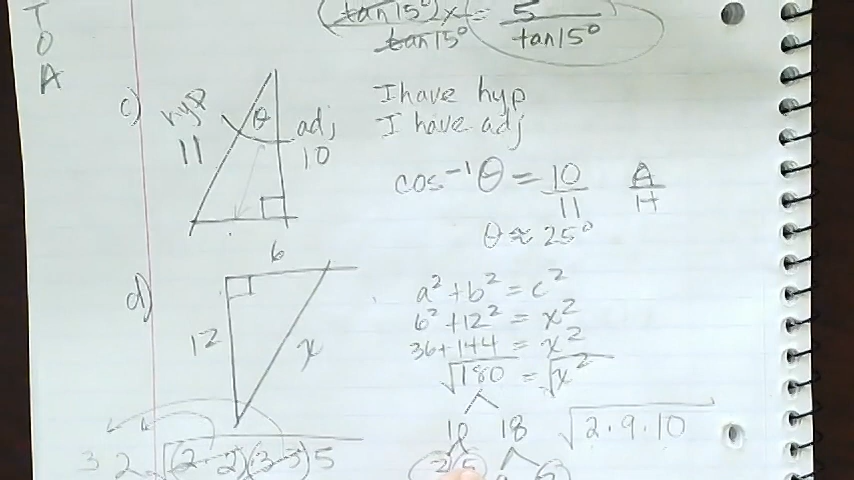 T
O
A
(tan15°)x = 5
tan15° tan15°
c)
hyp
11
θ
adj
10
I have hyp
I have adj
cos⁻¹θ = 10/11 A/H
θ ≈ 25°
d)
6
12
x
a² + b² = c²
6² + 12² = x²
36 + 144 = x²
√180 = √x²
10 18 √2·9·10
3 2 √(2·2)(3·3)5
2 5